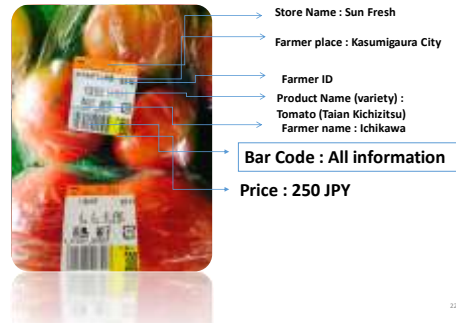 Store Name : Sun Fresh
Farmer place : Kasumigaura City
Farmer ID
Product Name (variety) :
Tomato (Taian Kichizitsu)
Farmer name : Ichikawa
Bar Code : All information
Price : 250 JPY
22